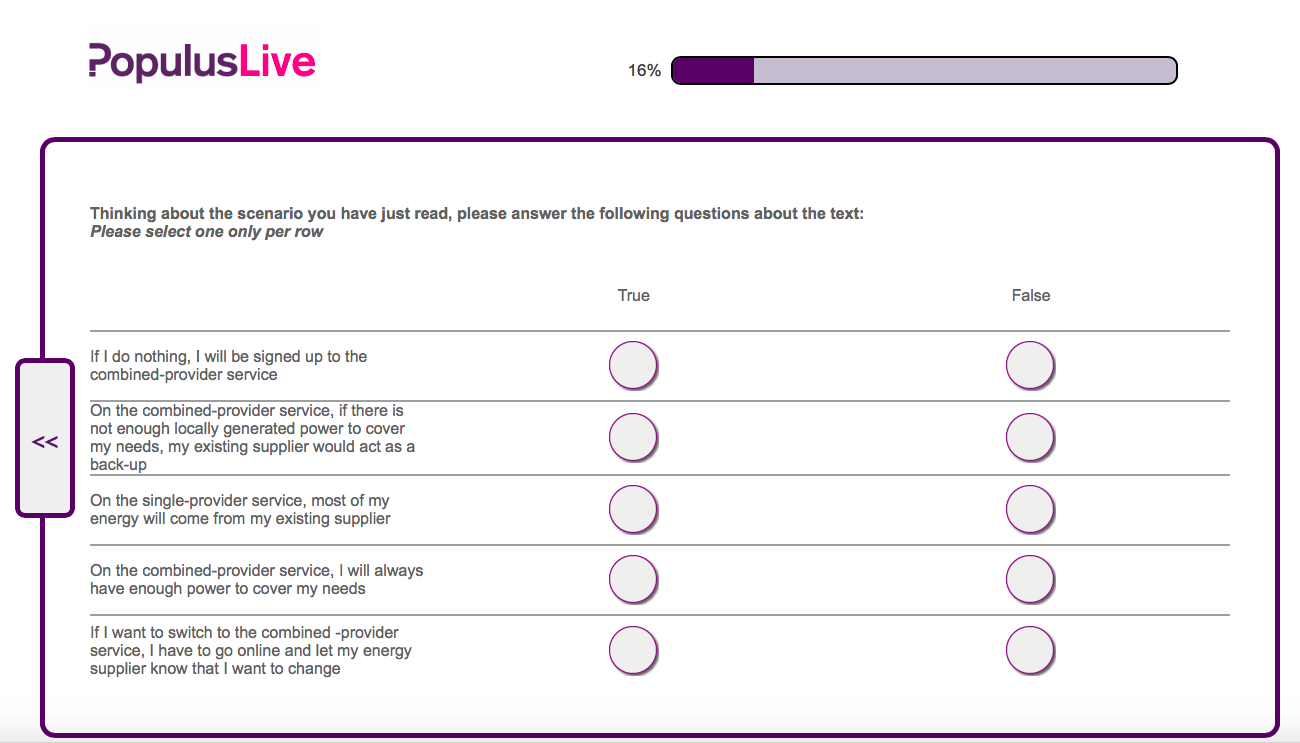 PopulusLive
16%
Thinking about the scenario you have just read, please answer the following questions about the text:
Please select one only per row
True False
If I do nothing, I will be signed up to the
combined-provider service
On the combined-provider service, if there is
not enough locally generated power to cover
my needs, my existing supplier would act as a
back-up
<<
On the single-provider service, most of my
energy will come from my existing supplier
On the combined-provider service, I will always
have enough power to cover my needs
If I want to switch to the combined -provider
service, I have to go online and let my energy
supplier know that I want to change